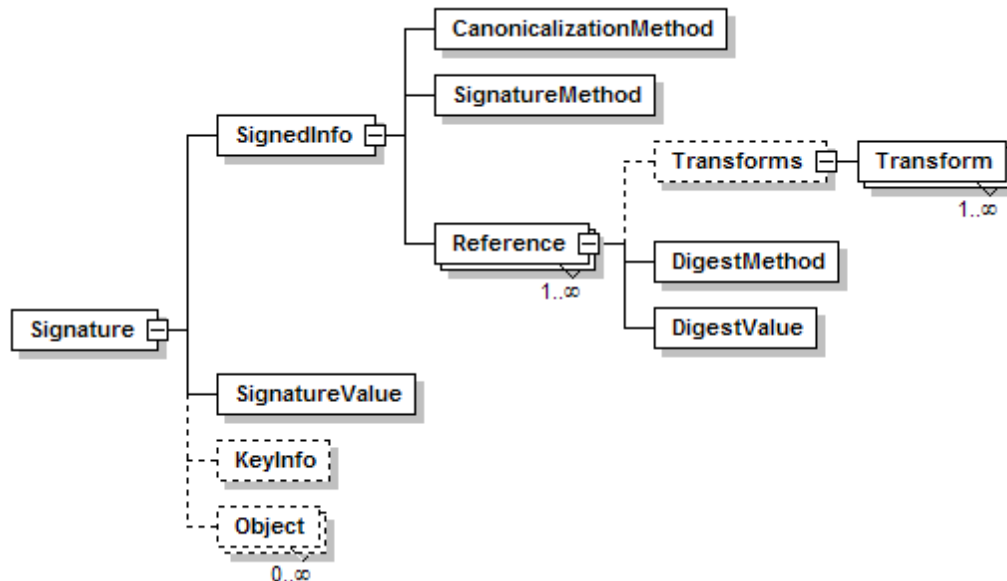 CanonicalizationMethod
SignatureMethod
SignedInfo
Transforms
Transform
1..∞
Reference
1..∞
DigestMethod
DigestValue
Signature
SignatureValue
KeyInfo
Object
0..∞